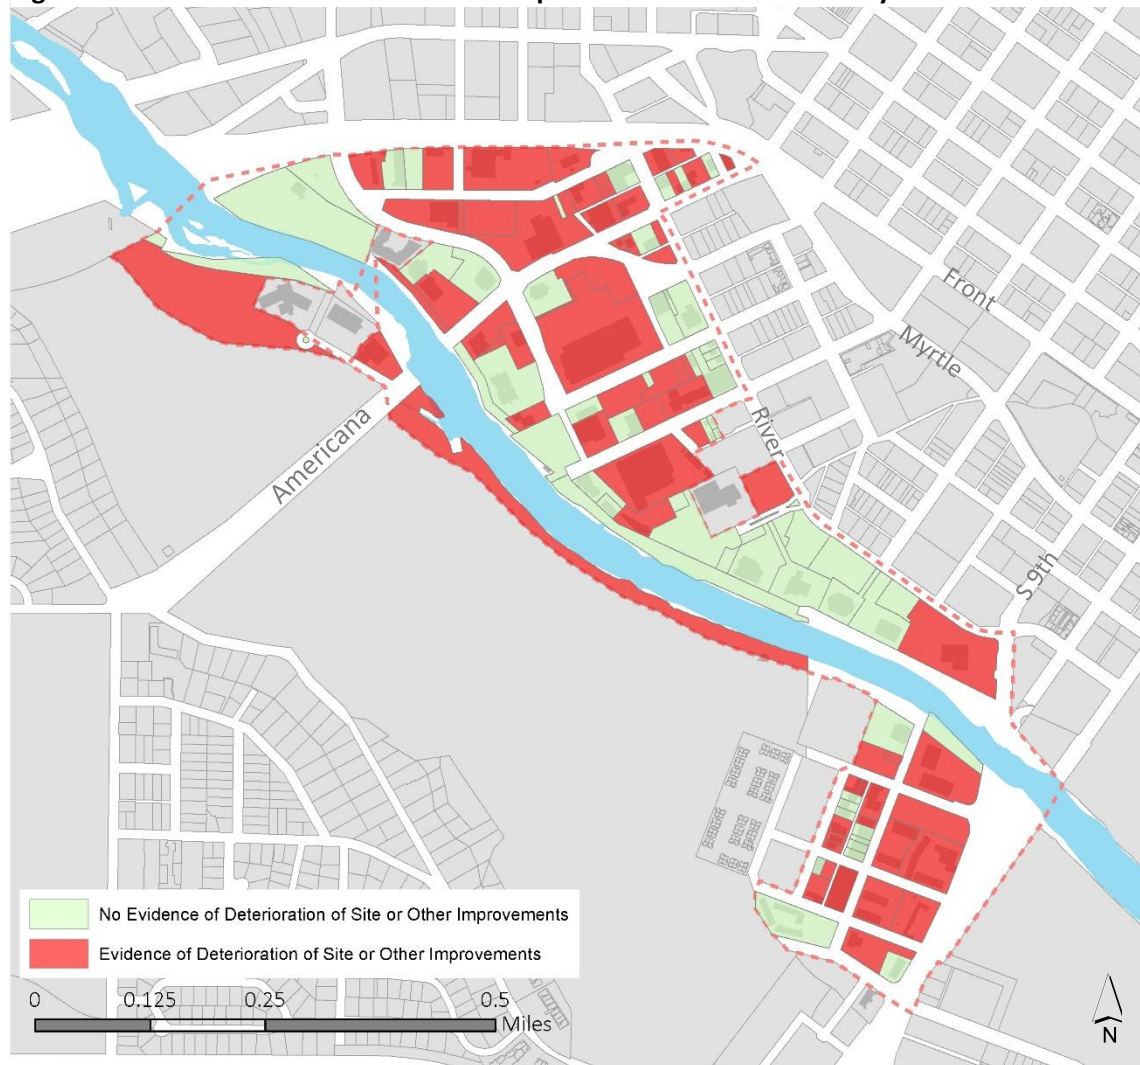 Front
Myrtle
River
Americana
S 9th
No Evidence of Deterioration of Site or Other Improvements
Evidence of Deterioration of Site or Other Improvements
0 0.125 0.25 0.5
Miles
N